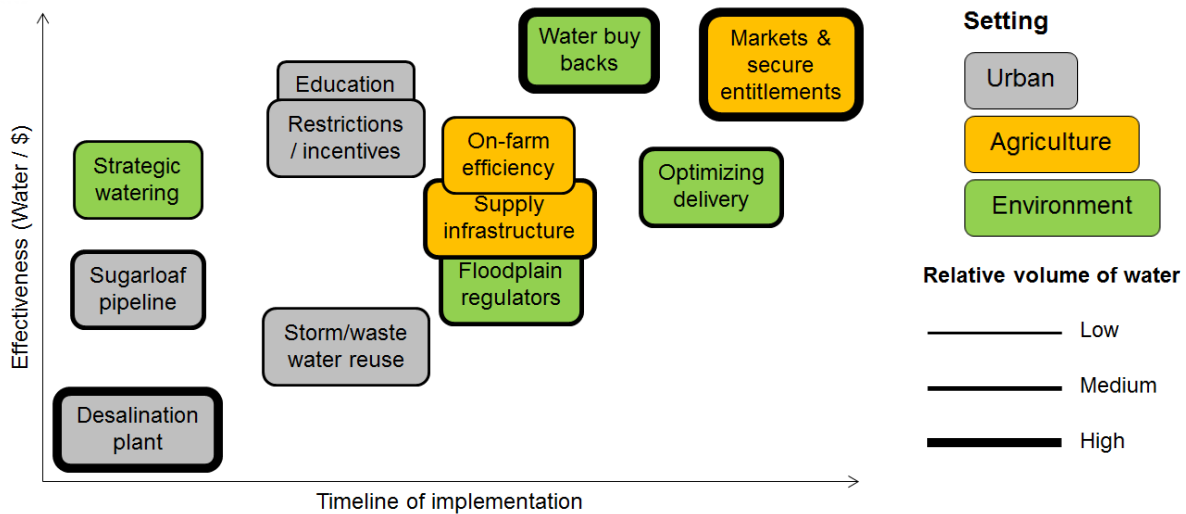 Effectiveness (Water / $)
Timeline of implementation
Water buy
backs
Markets &
secure
entitlements
Education
Restrictions
/ incentives
On-farm
efficiency
Strategic
watering
Optimizing
delivery
Supply
infrastructure
Sugarloaf
pipeline
Floodplain
regulators
Storm/waste
water reuse
Desalination
plant
Setting
Urban
Agriculture
Environment
Relative volume of water
Low
Medium
High